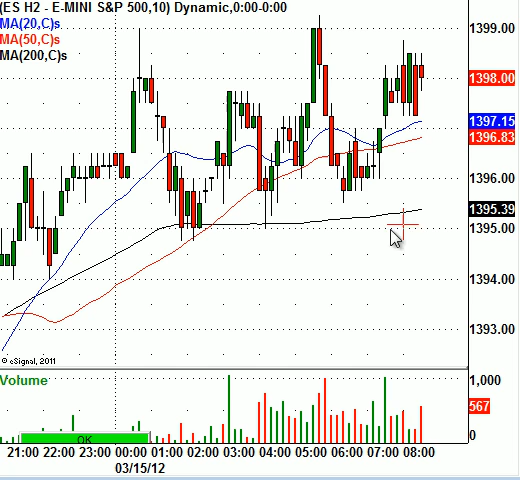 (ES H2 - E-MINI S&P 500,10) Dynamic,0:00-0:00
MA(20,C)s
MA(50,C)s
MA(200,C)s
1399.00
1398.00
1397.15
1396.83
1396.00
1395.39
1395.00
1394.00
1393.00
© eSignal, 2011
Volume
1,000
567
0
OK
21:00 22:00 23:00 00:00 01:00 02:00 03:00 04:00 05:00 06:00 07:00 08:00
03/15/12